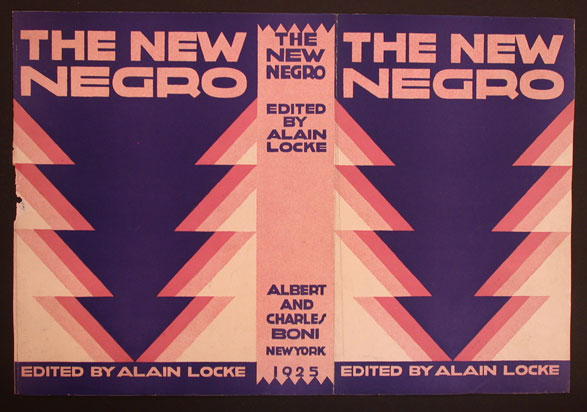 THE NEW
NEGRO
EDITED BY ALAIN LOCKE
THE
NEW
NEGRO
EDITED
BY
ALAIN
LOCKE
ALBERT
AND
CHARLES
BONI
NEW YORK
1925
THE NEW
NEGRO
EDITED BY ALAIN LOCKE